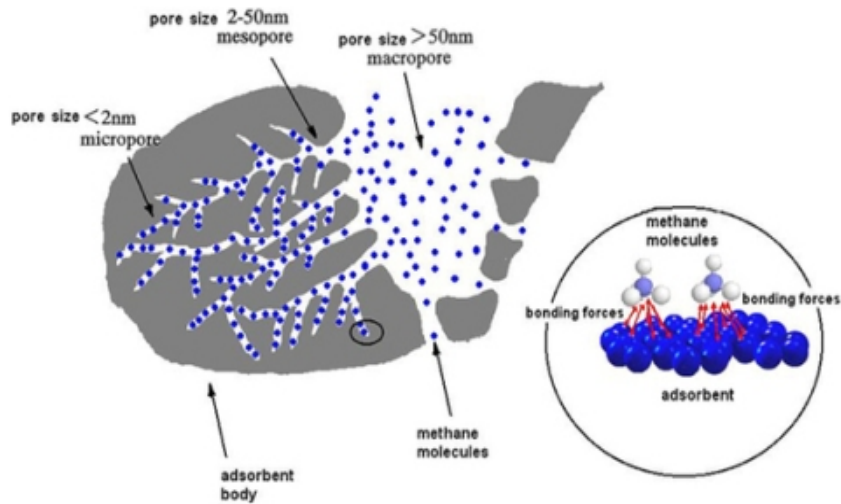 pore size 2-50nm
mesopore
pore size >50nm
macropore
pore size <2nm
micropore
methane
molecules
bonding forces
bonding forces
adsorbent
methane
molecules
adsorbent
body